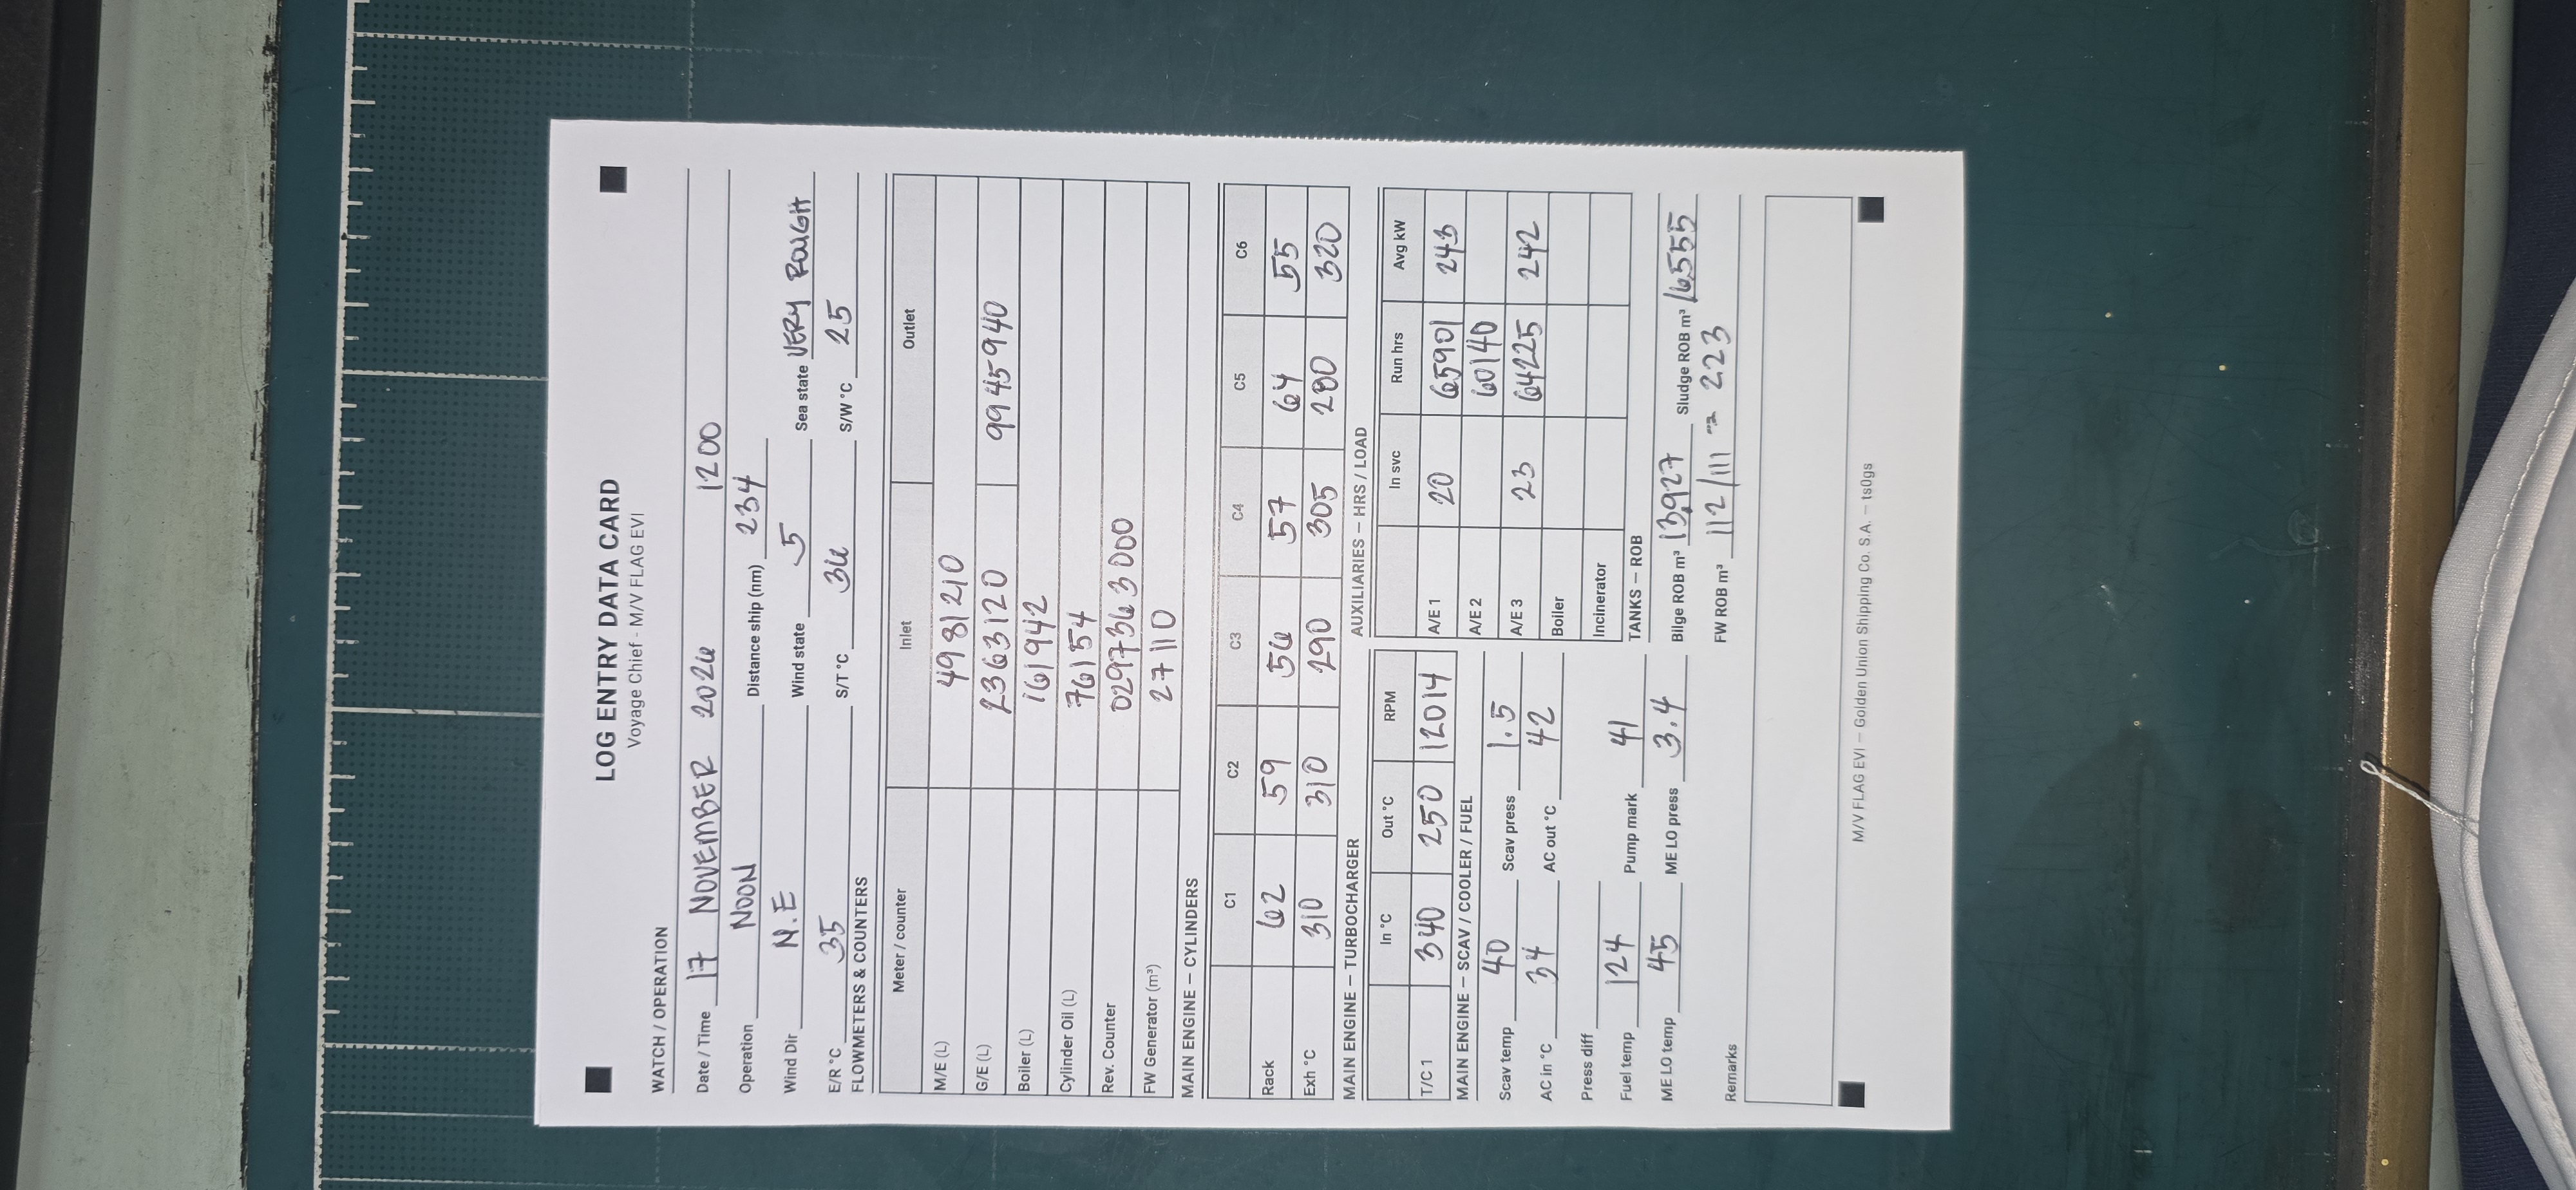 LOG ENTRY DATA CARD
Voyage Chief - M/V FLAG EVI
WATCH / OPERATION
Date / Time 17 NOVEMBER 2026 1200
Operation NOON Distance ship (nm) 234
Wind Dir N.E Wind state 5 Sea state VERY ROUGH
E/R °C 35 S/T °C 36 S/W °C 25
FLOWMETERS & COUNTERS
Meter / counter Inlet Outlet
M/E (L) 4981210
G/E (L) 2363120 9945940
Boiler (L) 161942
Cylinder Oil (L) 76154
Rev. Counter 0297363000
FW Generator (m³) 27110
MAIN ENGINE – CYLINDERS
C1 C2 C3 C4 C5 C6
Rack 62 59 56 57 64 55
Exh °C 310 310 290 305 280 320
MAIN ENGINE – TURBOCHARGER
In °C Out °C RPM
T/C 1 340 250 12014
AUXILIARIES – HRS / LOAD
In svc Run hrs Avg kW
A/E 1 20 65901 243
A/E 2 60140
A/E 3 23 64225 242
Boiler
Incinerator
MAIN ENGINE – SCAV / COOLER / FUEL
Scav temp 40 Scav press 1.5
AC in °C 34 AC out °C 42
Press diff
Fuel temp 124 Pump mark 41
ME LO temp 45 ME LO press 3.4
TANKS – ROB
Bilge ROB m³ 13,927 Sludge ROB m³ 16,555
FW ROB m³ 112/111 = 223
Remarks
M/V FLAG EVI – Golden Union Shipping Co. S.A. – ts0gs